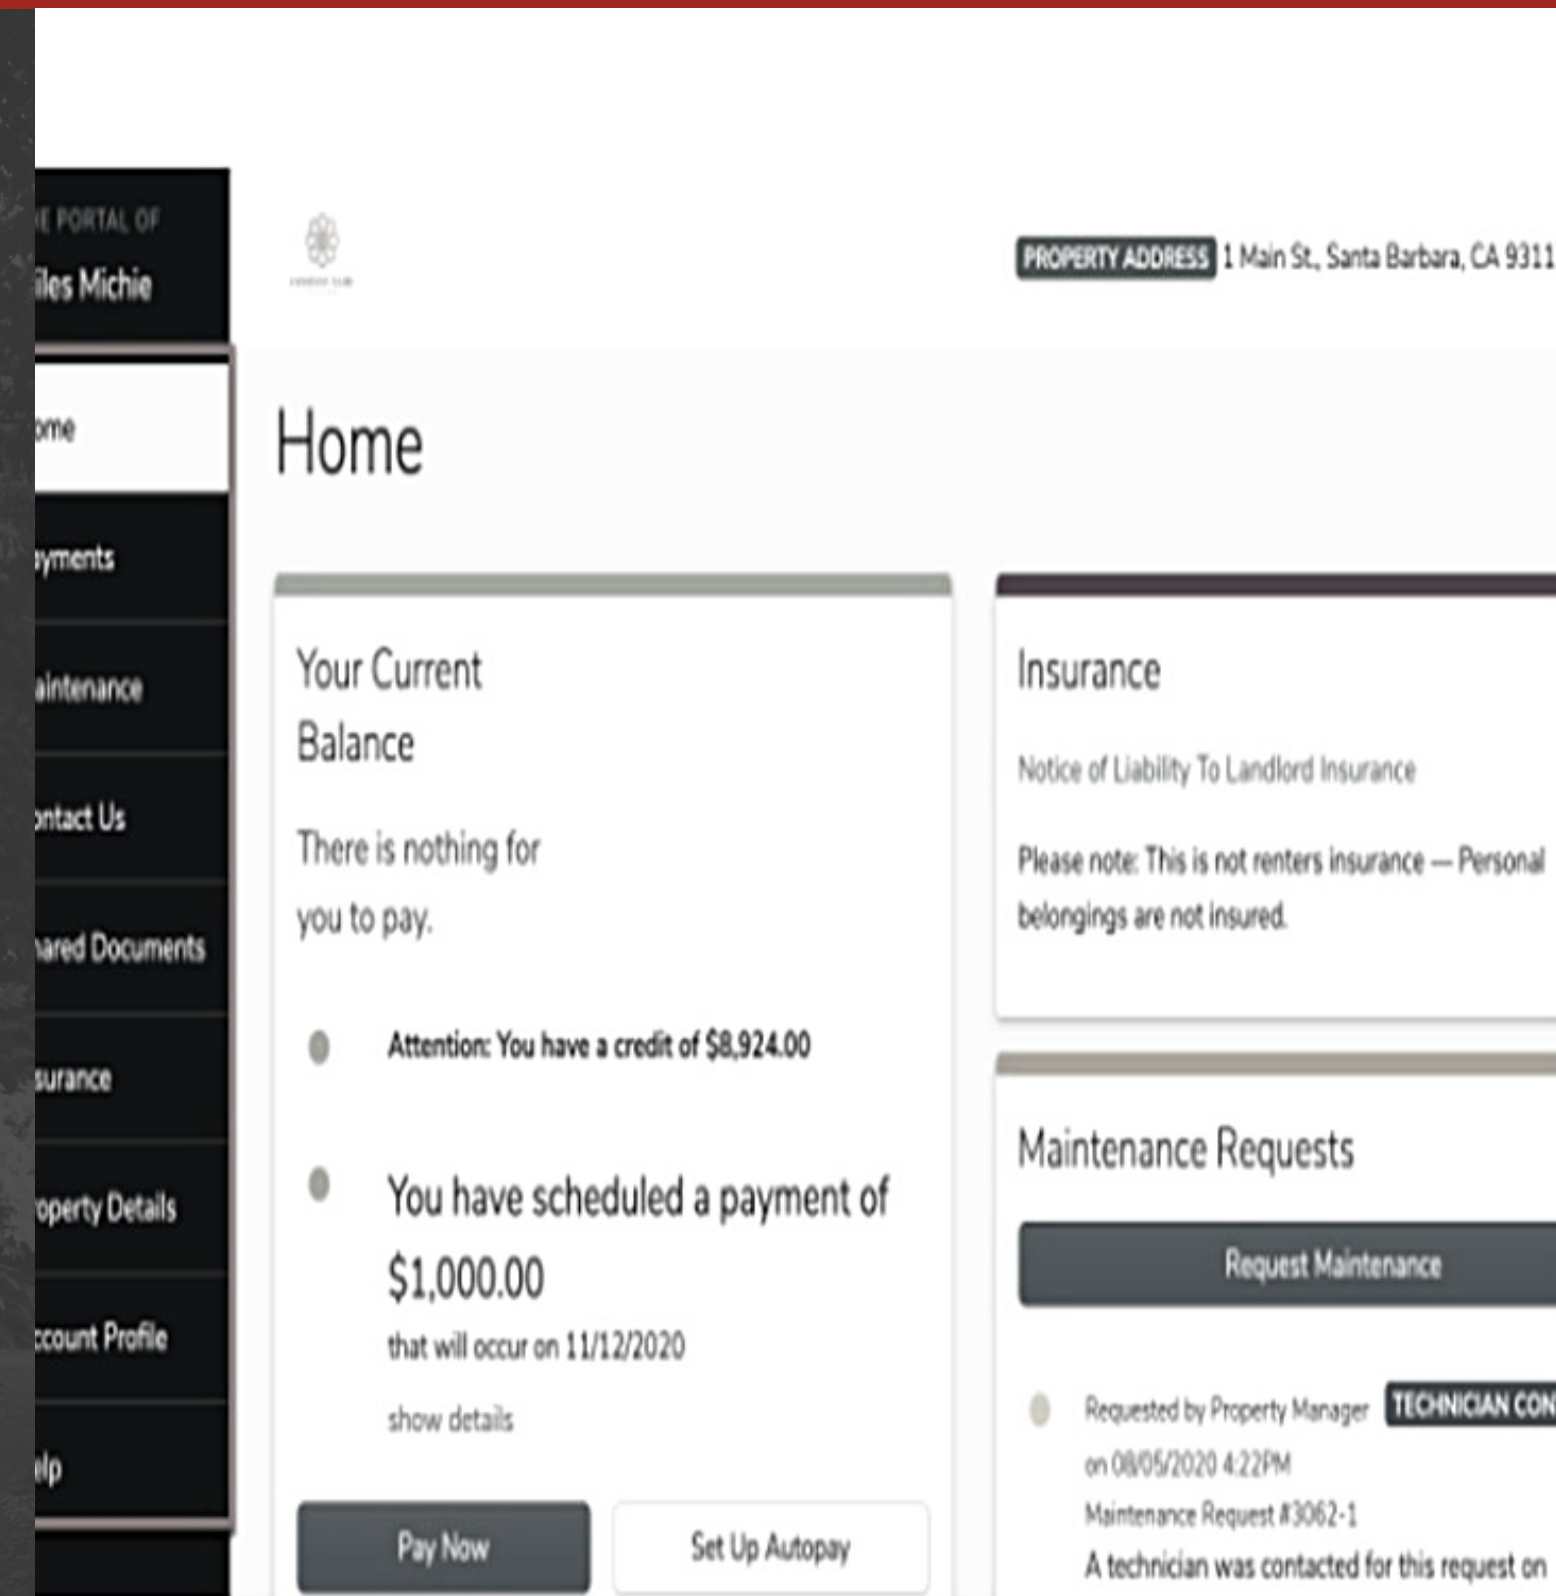 E PORTAL OF
iles Michie
ome
ayments
aintenance
ontact Us
hared Documents
surance
operty Details
ccount Profile
elp
PROPERTY ADDRESS 1 Main St., Santa Barbara, CA 9311
Home
Your Current
Balance
There is nothing for
you to pay.
Attention: You have a credit of $8,924.00
You have scheduled a payment of
$1,000.00
that will occur on 11/12/2020
show details
Pay Now
Set Up Autopay
Insurance
Notice of Liability To Landlord Insurance
Please note: This is not renters insurance — Personal
belongings are not insured.
Maintenance Requests
Request Maintenance
Requested by Property Manager TECHNICIAN CON
on 08/05/2020 4:22PM
Maintenance Request #3062-1
A technician was contacted for this request on